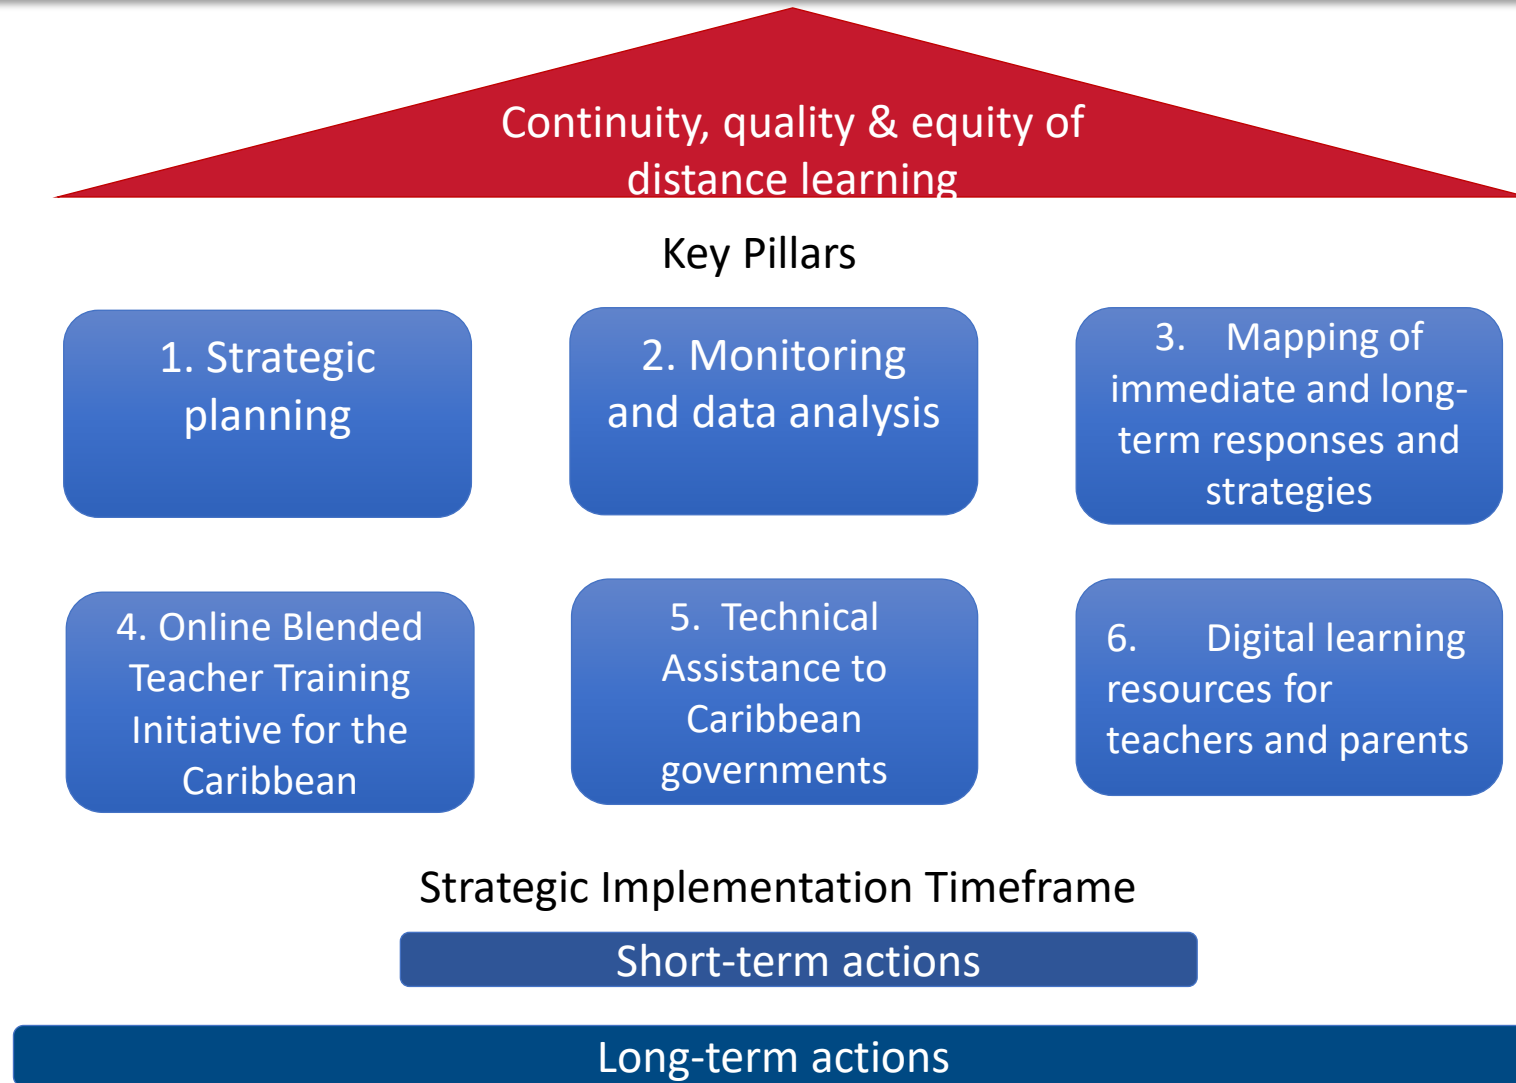 Continuity, quality & equity of
distance learning
Key Pillars
1. Strategic
planning
2. Monitoring
and data analysis
3. Mapping of
immediate and long-
term responses and
strategies
4. Online Blended
Teacher Training
Initiative for the
Caribbean
5. Technical
Assistance to
Caribbean
governments
6. Digital learning
resources for
teachers and parents
Strategic Implementation Timeframe
Short-term actions
Long-term actions